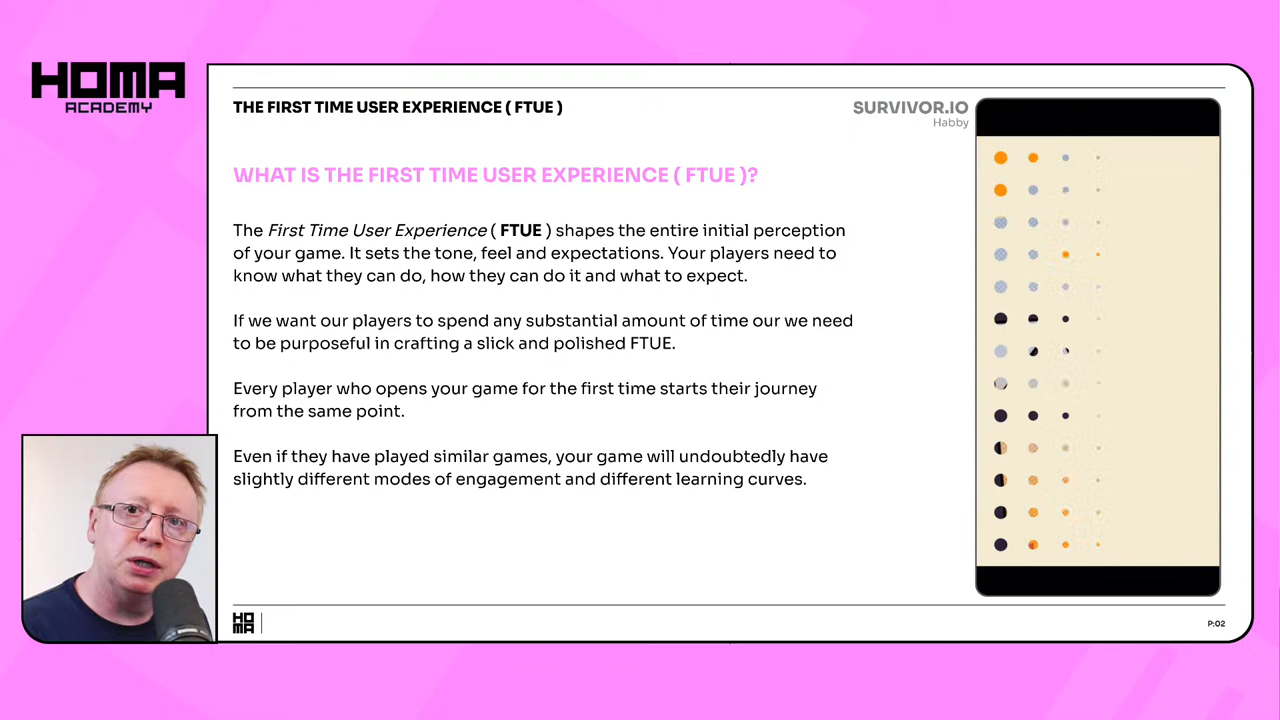 HOMA
ACADEMY
THE FIRST TIME USER EXPERIENCE ( FTUE )
SURVIVOR.IO
Habby
WHAT IS THE FIRST TIME USER EXPERIENCE ( FTUE )?
The First Time User Experience ( FTUE ) shapes the entire initial perception
of your game. It sets the tone, feel and expectations. Your players need to
know what they can do, how they can do it and what to expect.
If we want our players to spend any substantial amount of time our we need
to be purposeful in crafting a slick and polished FTUE.
Every player who opens your game for the first time starts their journey
from the same point.
Even if they have played similar games, your game will undoubtedly have
slightly different modes of engagement and different learning curves.
HO
MA
P:02